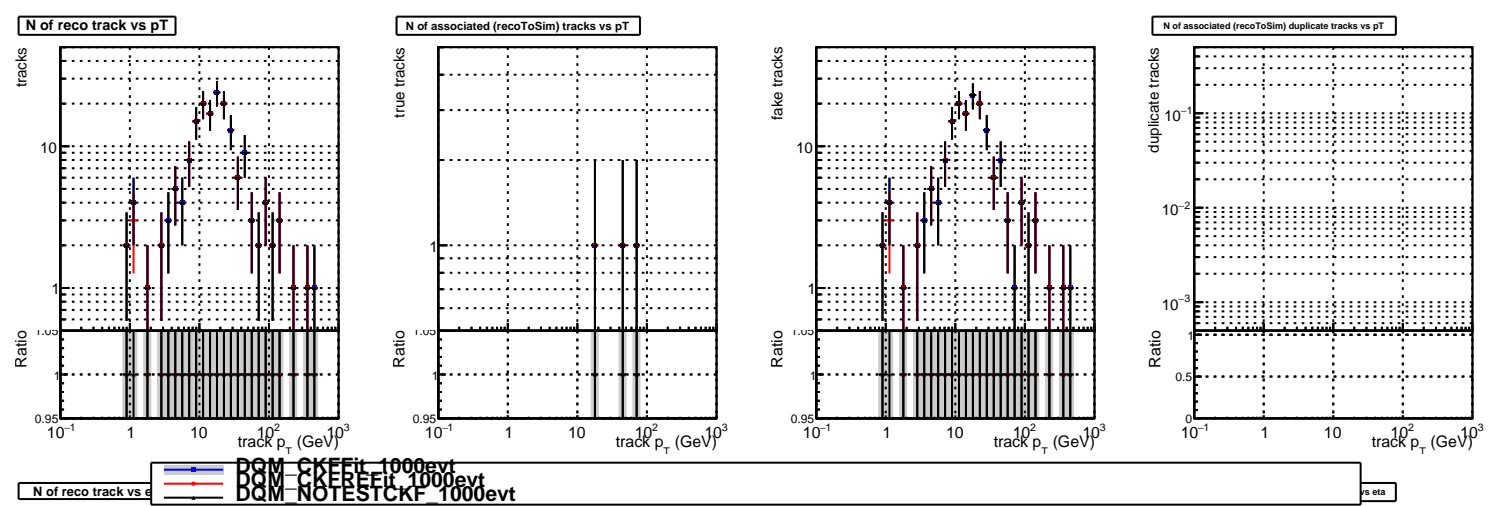 N of reco track vs pT
N of associated (recoToSim) tracks vs pT
N of associated (recoToSim) duplicate tracks vs pT
tracks
10
1
true tracks
1
fake tracks
10
1
duplicate tracks
10⁻¹
10⁻²
10⁻³
Ratio
1.05
1
0.95
Ratio
1.05
1
0.95
Ratio
1.05
1
0.95
Ratio
1
0.5
0
10⁻¹ 1 10 10² 10³
track p_T (GeV)
10⁻¹ 1 10 10² 10³
track p_T (GeV)
10⁻¹ 1 10 10² 10³
track p_T (GeV)
10⁻¹ 1 10 10² 10³
track p_T (GeV)
DQM_CKFFit_1000evt
DQM_CKFREFit_1000evt
DQM_NOTESTCKF_1000evt
N of reco track vs e
vs eta